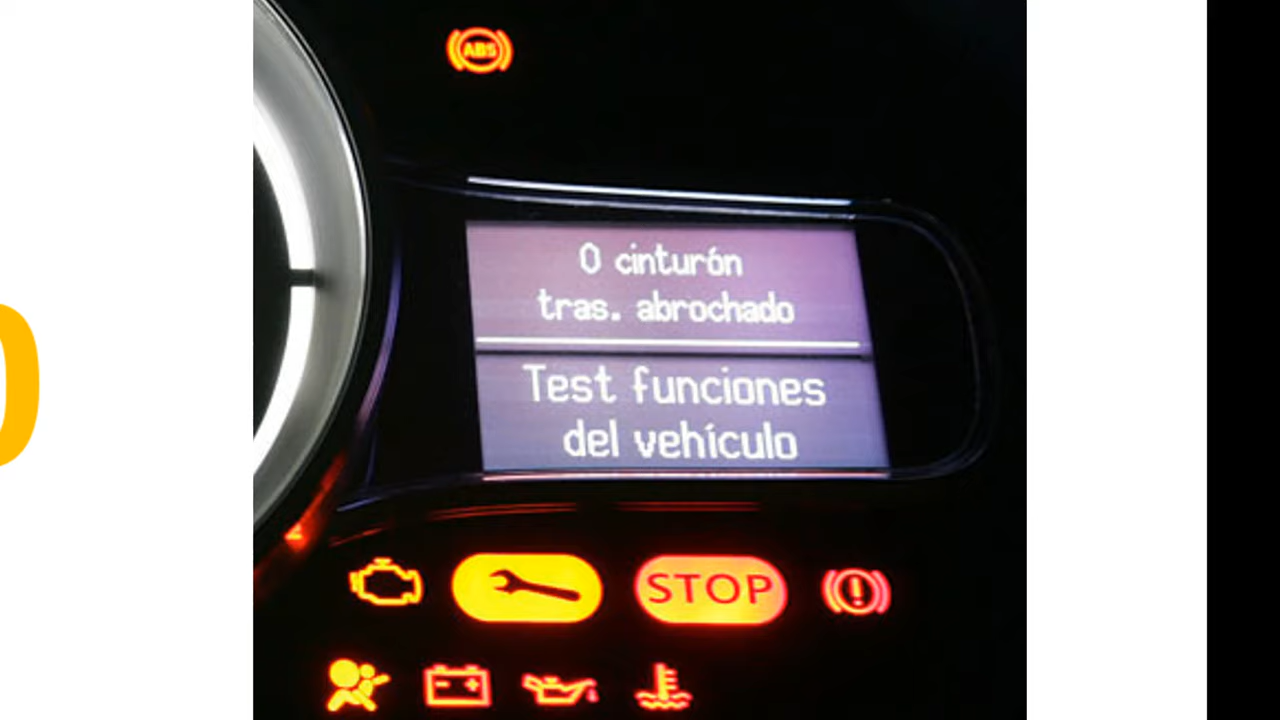 ABS
0 cinturón
tras. abrochado
Test funciones
del vehículo
STOP